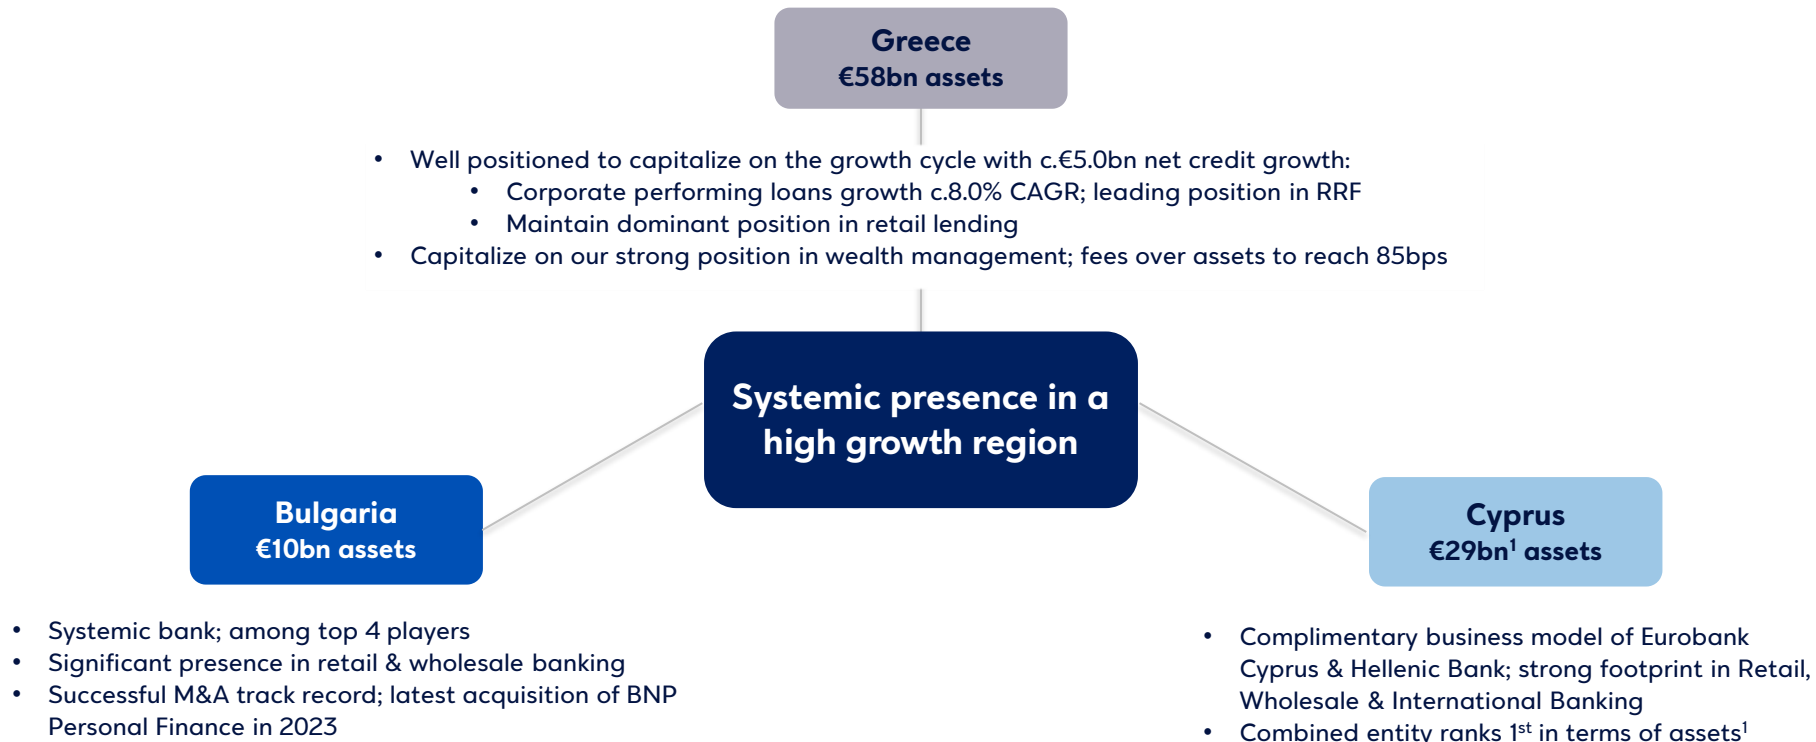 Greece
€58bn assets
• Well positioned to capitalize on the growth cycle with c.€5.0bn net credit growth:
• Corporate performing loans growth c.8.0% CAGR; leading position in RRF
• Maintain dominant position in retail lending
• Capitalize on our strong position in wealth management; fees over assets to reach 85bps
Systemic presence in a
high growth region
Bulgaria
€10bn assets
• Systemic bank; among top 4 players
• Significant presence in retail & wholesale banking
• Successful M&A track record; latest acquisition of BNP
Personal Finance in 2023
Cyprus
€29bn¹ assets
• Complimentary business model of Eurobank
Cyprus & Hellenic Bank; strong footprint in Retail,
Wholesale & International Banking
• Combined entity ranks 1st in terms of assets¹